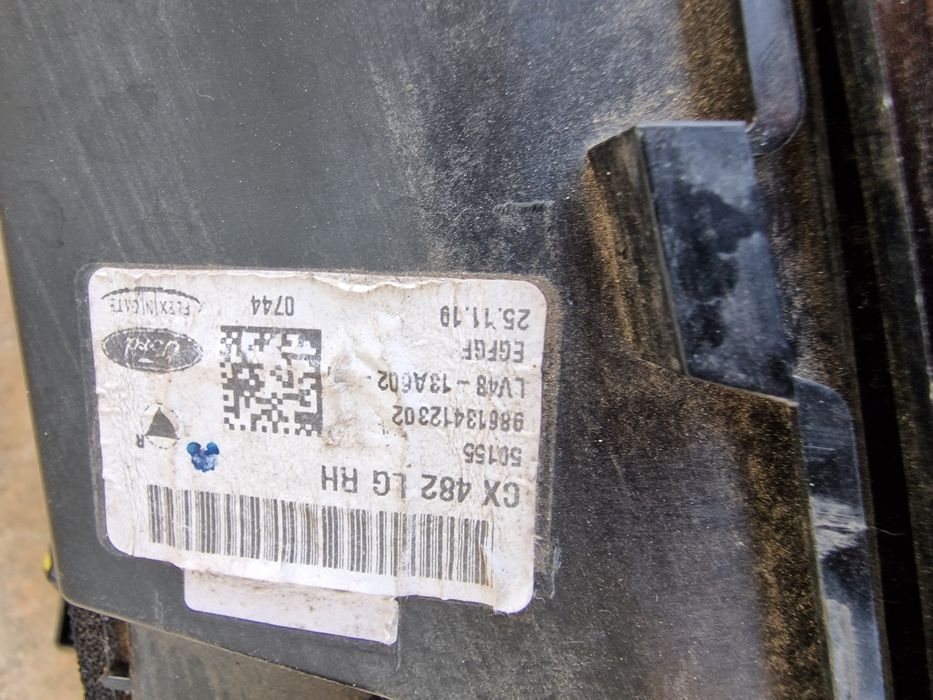 CX 482 LG RH
50155
98613412302
LV48-13A602
EGFGF
25.11.19
R
Ford
FLEX|N|GATE
0744